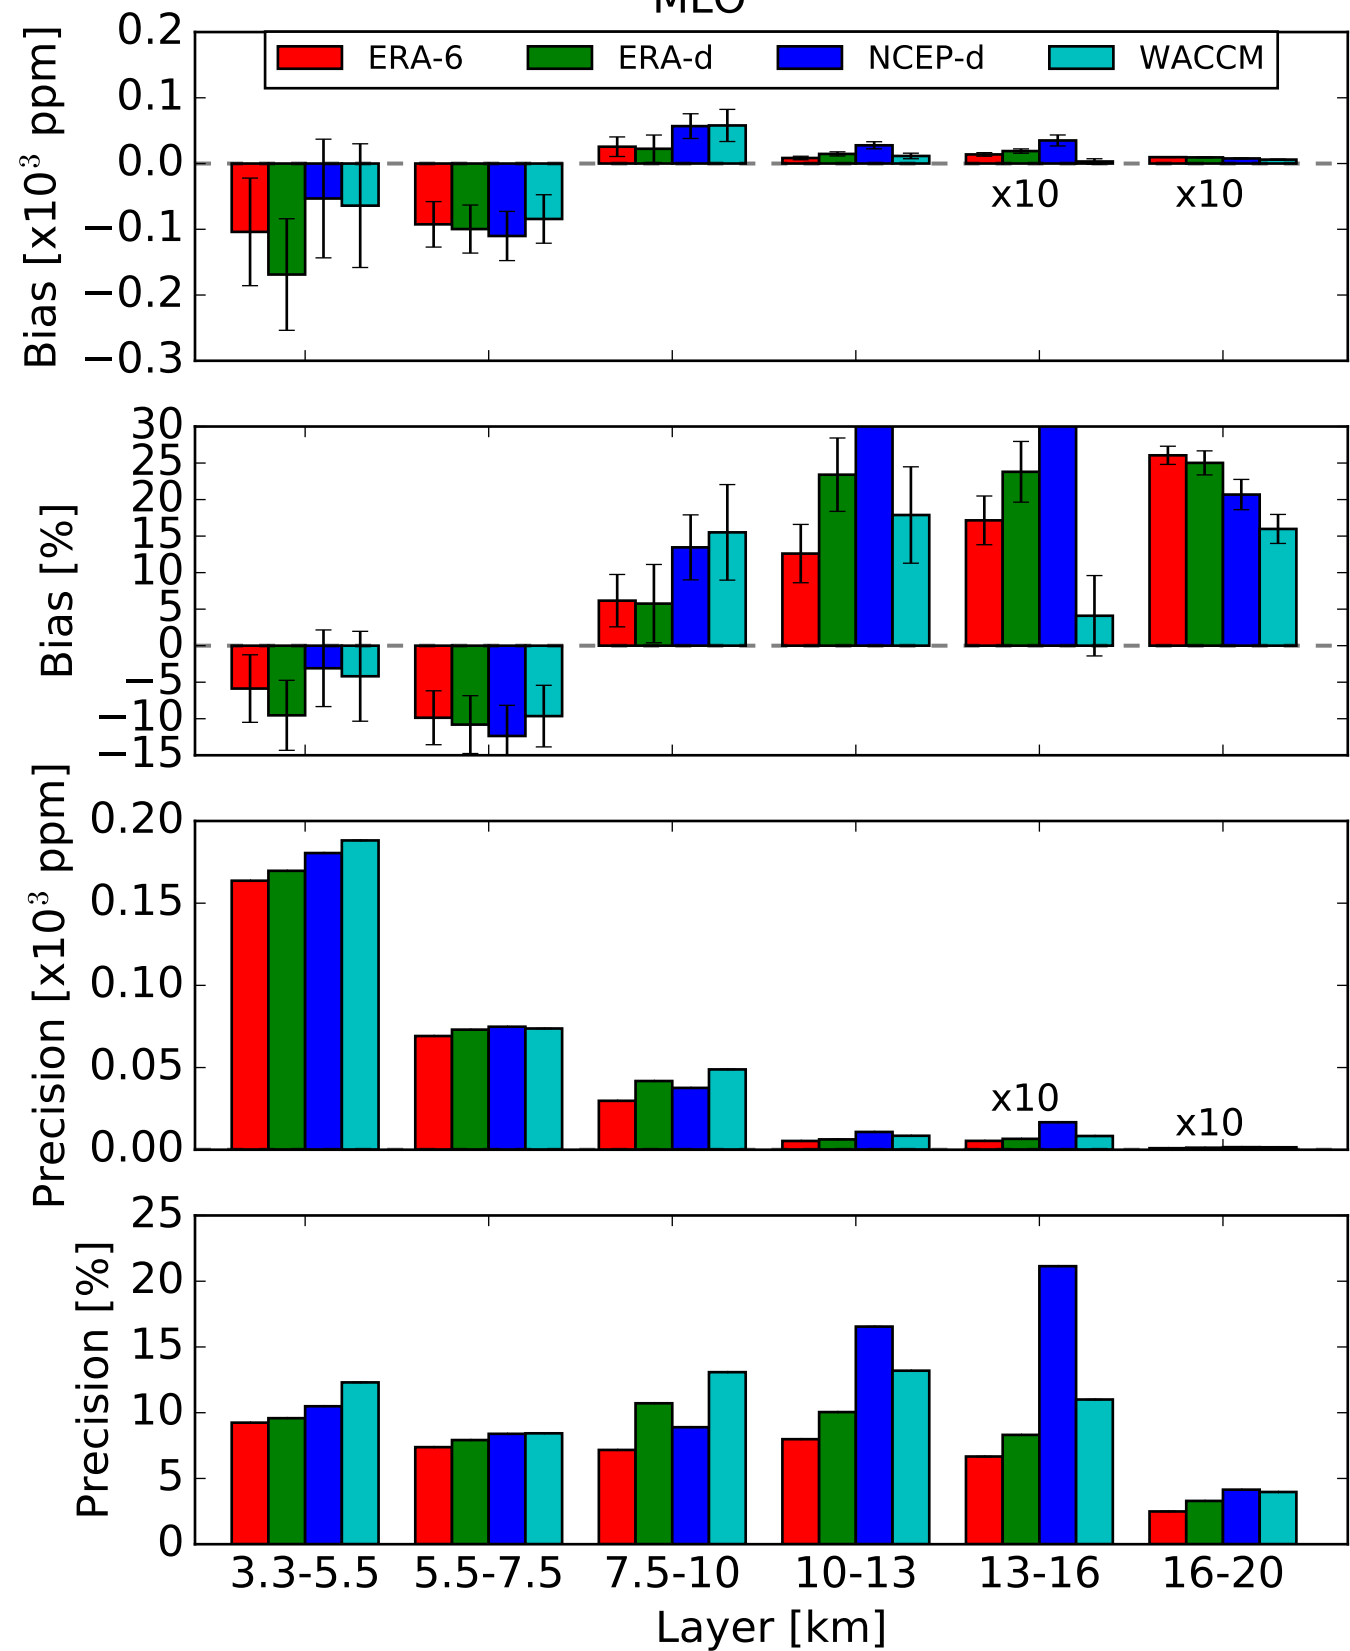 MLO
ERA-6 ERA-d NCEP-d WACCM
Bias [x10³ ppm]
0.2
0.1
0.0
−0.1
−0.2
−0.3
x10 x10
Bias [%]
30
25
20
15
10
5
0
−5
−10
−15
Precision [x10³ ppm]
0.20
0.15
0.10
0.05
0.00
x10 x10
Precision [%]
25
20
15
10
5
0
3.3-5.5 5.5-7.5 7.5-10 10-13 13-16 16-20
Layer [km]